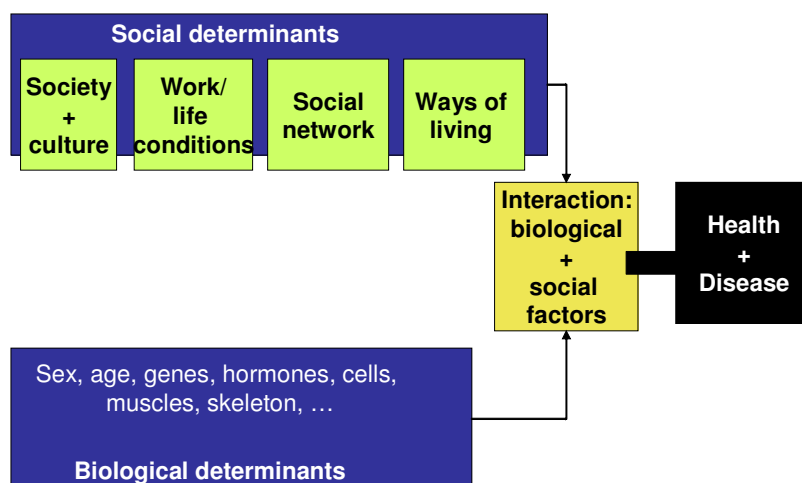 Social determinants
Society
+
culture
Work/
life
conditions
Social
network
Ways of
living
Interaction:
biological
+
social
factors
Health
+
Disease
Sex, age, genes, hormones, cells,
muscles, skeleton, …
Biological determinants